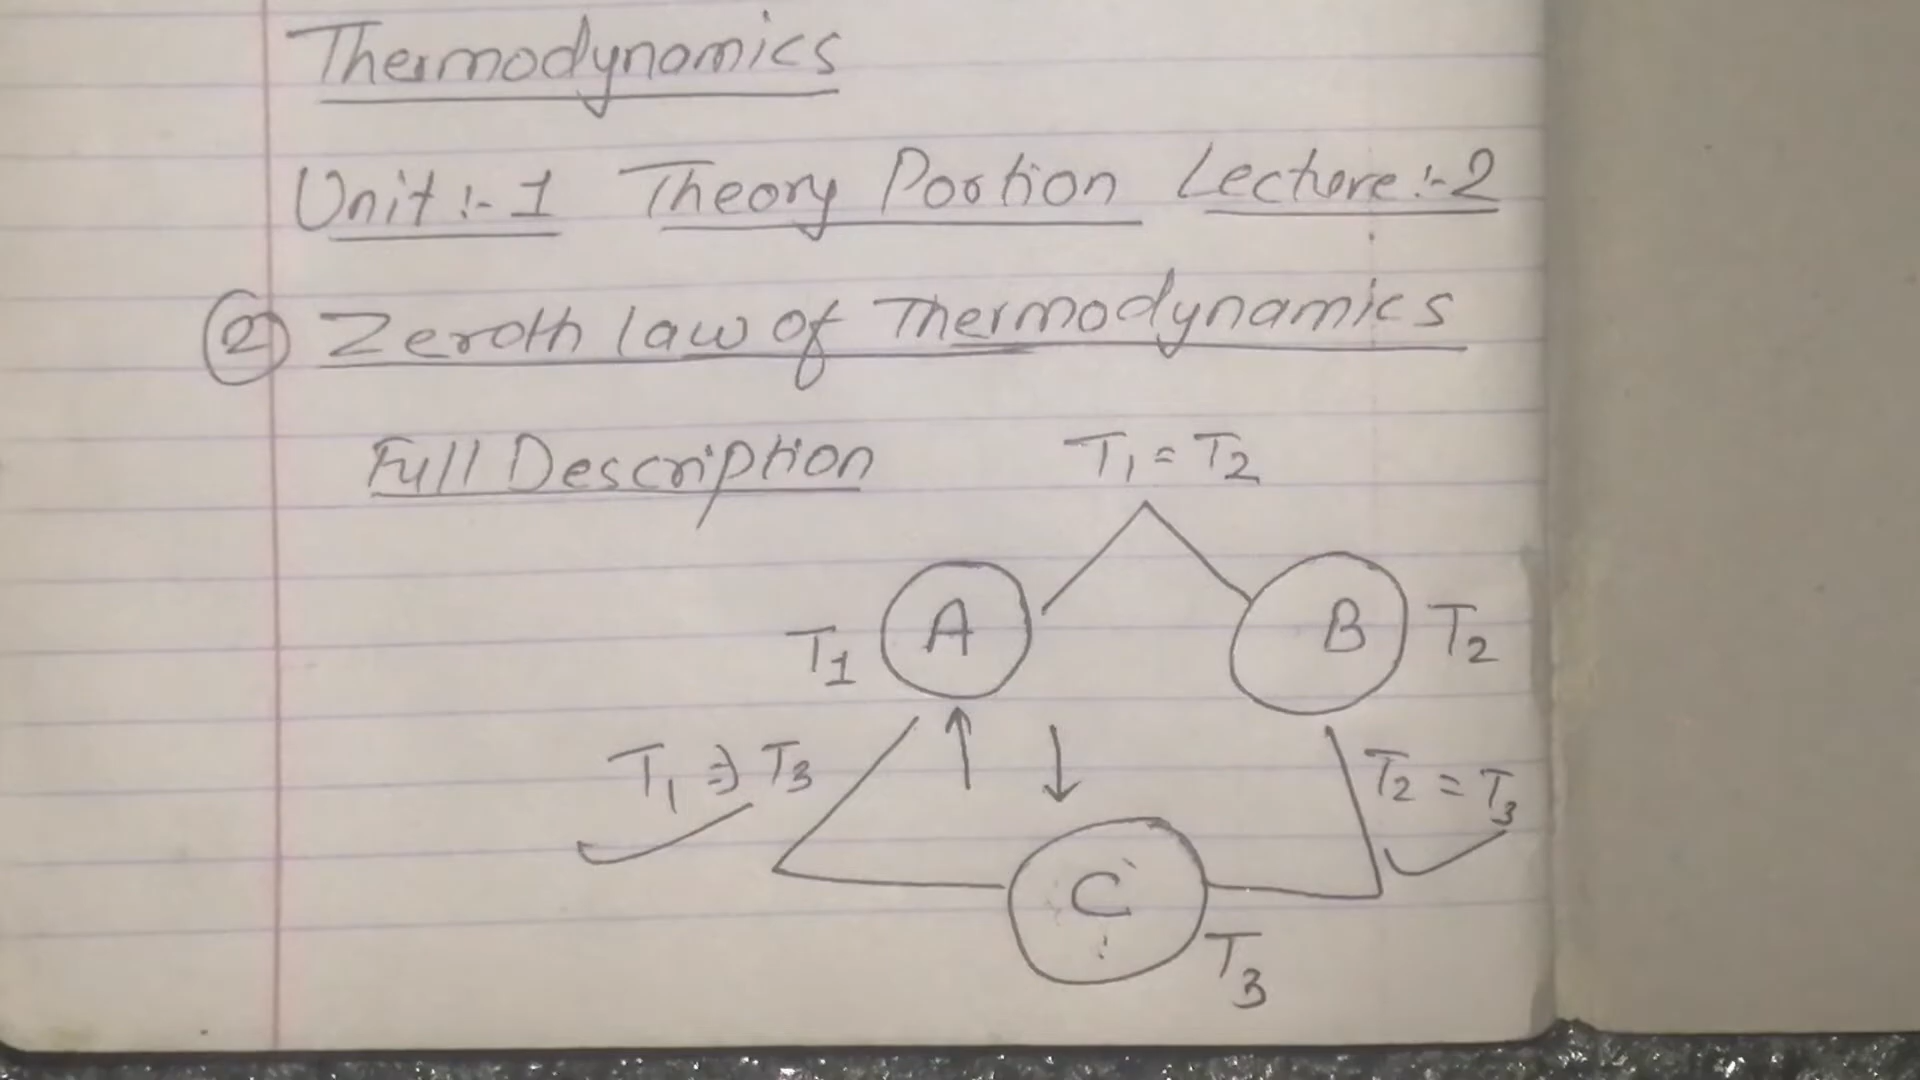 Thermodynamics
Unit :- 1 Theory Portion Lecture :- 2
2 Zeroth law of Thermodynamics
Full Description
T1 = T2
A
B
T1
T2
T1 = T3
T2 = T3
C
T3